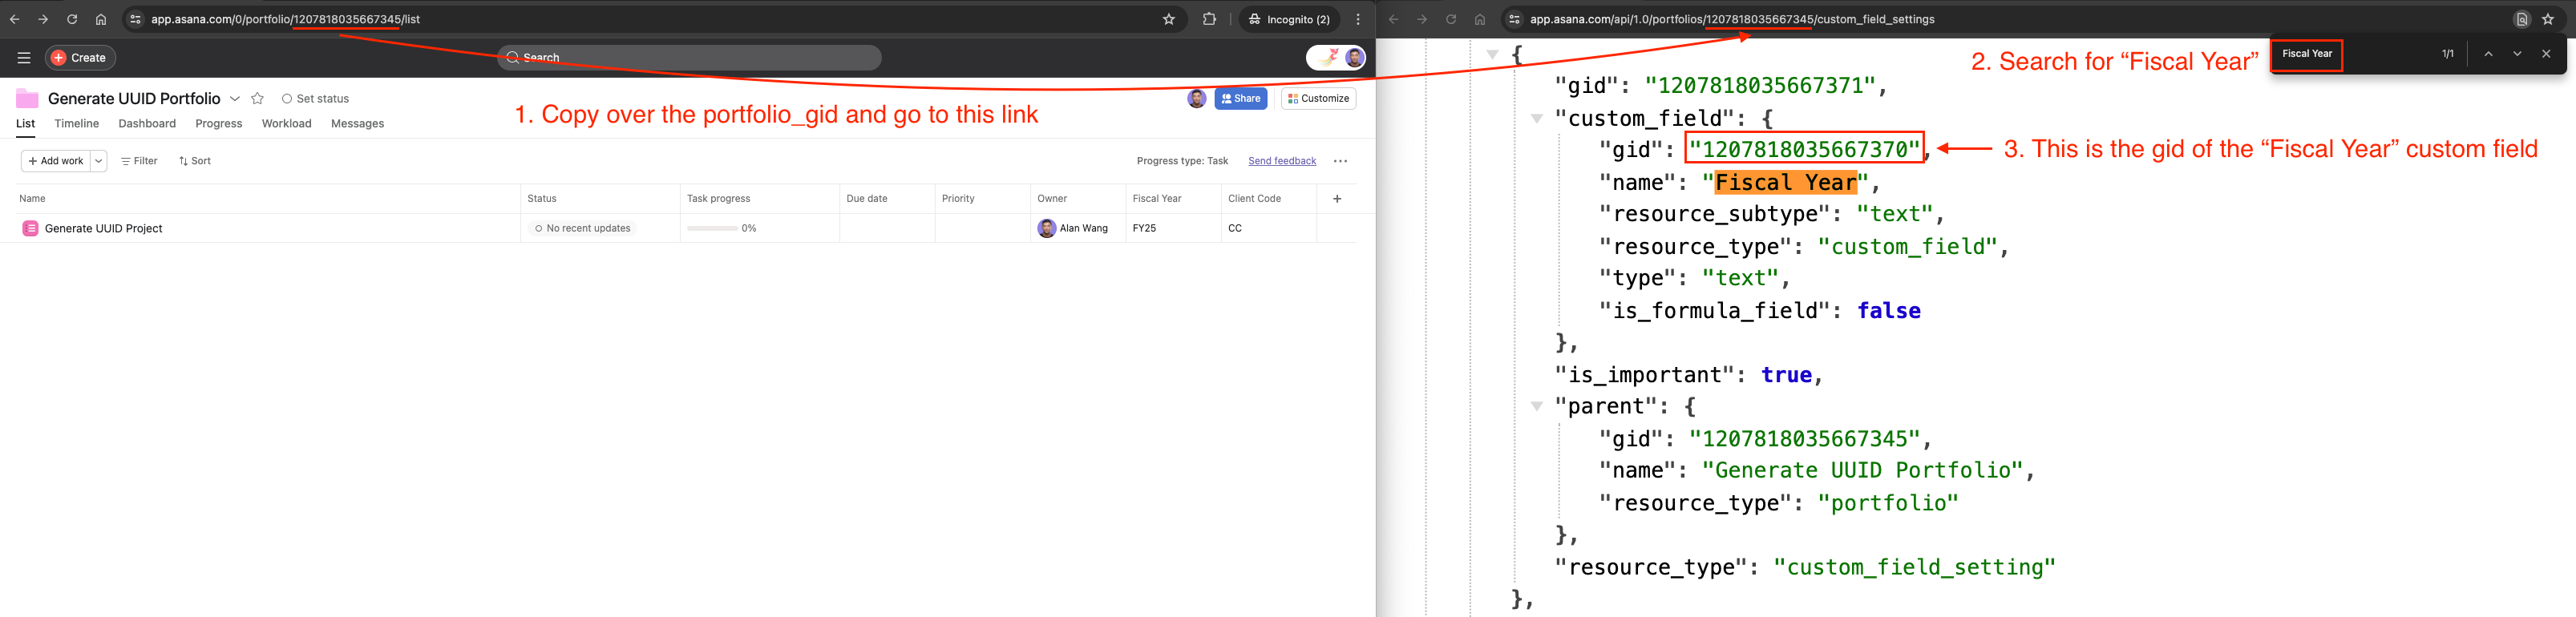 app.asana.com/0/portfolio/1207818035667345/list
Incognito (2)
Create
Search
Generate UUID Portfolio
Set status
Share
Customize
List Timeline Dashboard Progress Workload Messages
1. Copy over the portfolio_gid and go to this link
+ Add work
Filter
Sort
Progress type: Task
Send feedback
Name Status Task progress Due date Priority Owner Fiscal Year Client Code +
Generate UUID Project No recent updates 0% Alan Wang FY25 CC
app.asana.com/api/1.0/portfolios/1207818035667345/custom_field_settings
2. Search for “Fiscal Year”
Fiscal Year
1/1
{
"gid": "1207818035667371",
"custom_field": {
"gid": "1207818035667370",
3. This is the gid of the “Fiscal Year” custom field
"name": "Fiscal Year",
"resource_subtype": "text",
"resource_type": "custom_field",
"type": "text",
"is_formula_field": false
},
"is_important": true,
"parent": {
"gid": "1207818035667345",
"name": "Generate UUID Portfolio",
"resource_type": "portfolio"
},
"resource_type": "custom_field_setting"
},